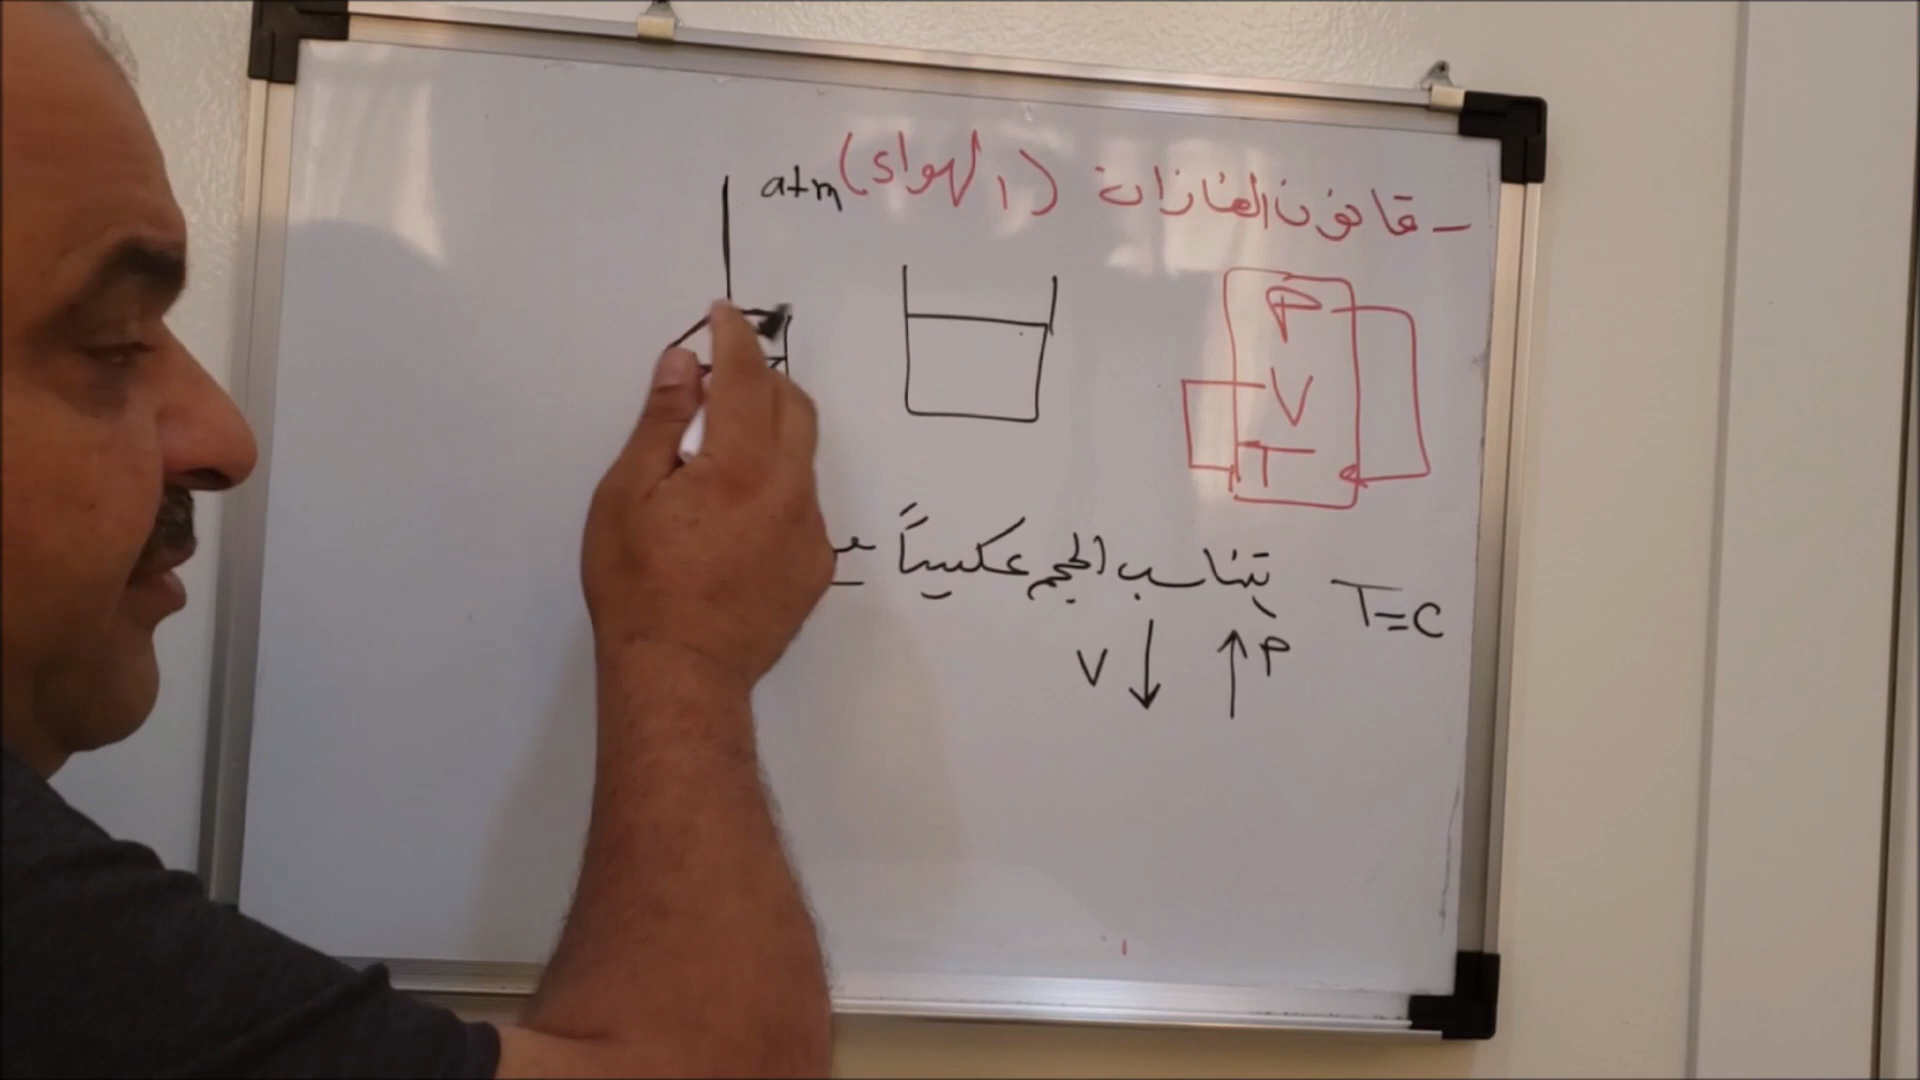 - قانون الغازات (الهواء)
atm
P
V
T
T=C يتناسب الحجم عكسياً
V ↓ ↑ P